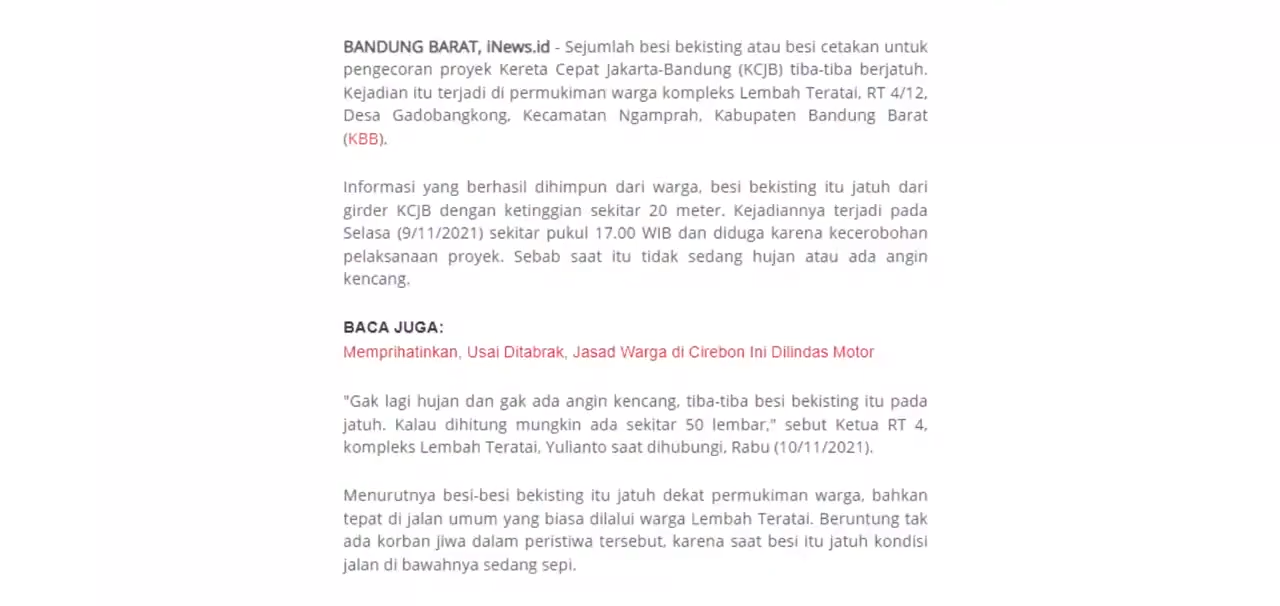 BANDUNG BARAT, iNews.id - Sejumlah besi bekisting atau besi cetakan untuk
pengecoran proyek Kereta Cepat Jakarta-Bandung (KCJB) tiba-tiba berjatuh.
Kejadian itu terjadi di permukiman warga kompleks Lembah Teratai, RT 4/12,
Desa Gadobangkong, Kecamatan Ngamprah, Kabupaten Bandung Barat
(KBB).
Informasi yang berhasil dihimpun dari warga, besi bekisting itu jatuh dari
girder KCJB dengan ketinggian sekitar 20 meter. Kejadiannya terjadi pada
Selasa (9/11/2021) sekitar pukul 17.00 WIB dan diduga karena kecerobohan
pelaksanaan proyek. Sebab saat itu tidak sedang hujan atau ada angin
kencang.
BACA JUGA:
Memprihatinkan, Usai Ditabrak, Jasad Warga di Cirebon Ini Dilindas Motor
"Gak lagi hujan dan gak ada angin kencang, tiba-tiba besi bekisting itu pada
jatuh. Kalau dihitung mungkin ada sekitar 50 lembar," sebut Ketua RT 4,
kompleks Lembah Teratai, Yulianto saat dihubungi, Rabu (10/11/2021).
Menurutnya besi-besi bekisting itu jatuh dekat permukiman warga, bahkan
tepat di jalan umum yang biasa dilalui warga Lembah Teratai. Beruntung tak
ada korban jiwa dalam peristiwa tersebut, karena saat besi itu jatuh kondisi
jalan di bawahnya sedang sepi.